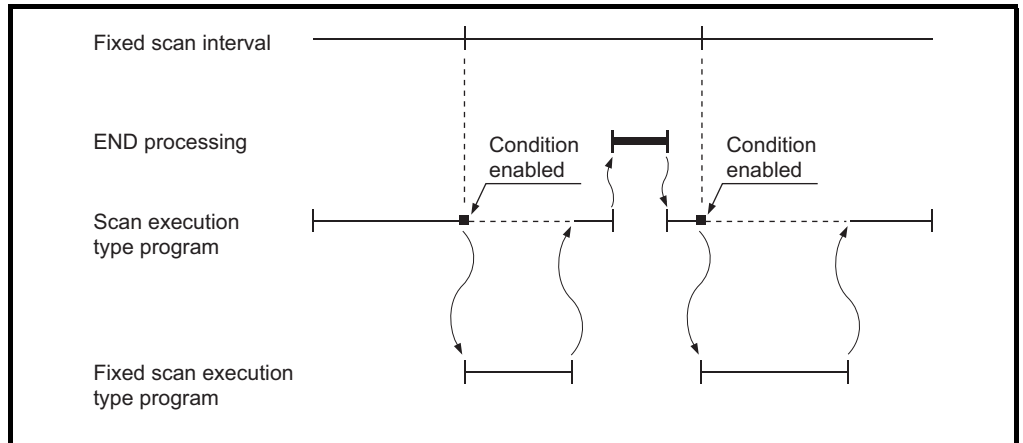 Fixed scan interval
END processing
Condition
enabled
Condition
enabled
Scan execution
type program
Fixed scan execution
type program